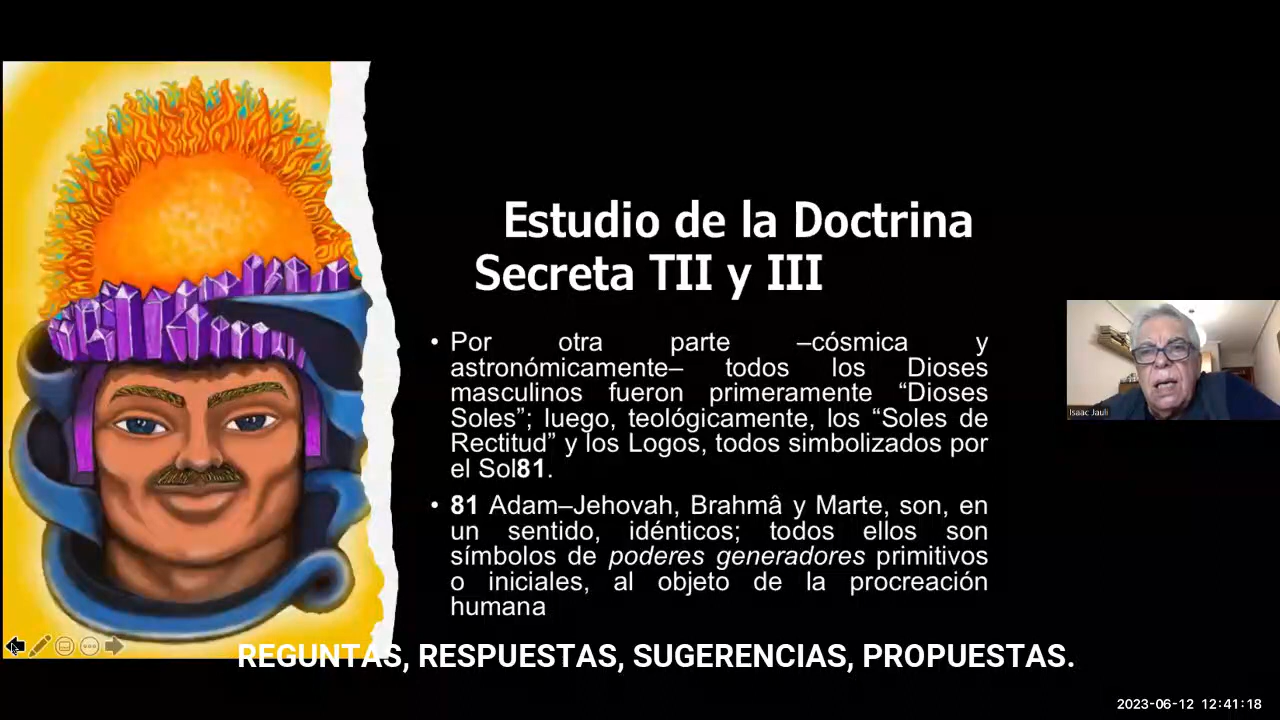 Estudio de la Doctrina
Secreta TII y III
• Por otra parte –cósmica y
astronómicamente– todos los Dioses
masculinos fueron primeramente “Dioses
Soles”; luego, teológicamente, los “Soles de
Rectitud” y los Logos, todos simbolizados por
el Sol81.
• 81 Adam–Jehovah, Brahmâ y Marte, son, en
un sentido, idénticos; todos ellos son
símbolos de poderes generadores primitivos
o iniciales, al objeto de la procreación
humana
Isaac Jauli
REGUNTAS, RESPUESTAS, SUGERENCIAS, PROPUESTAS.
2023-06-12 12:41:18